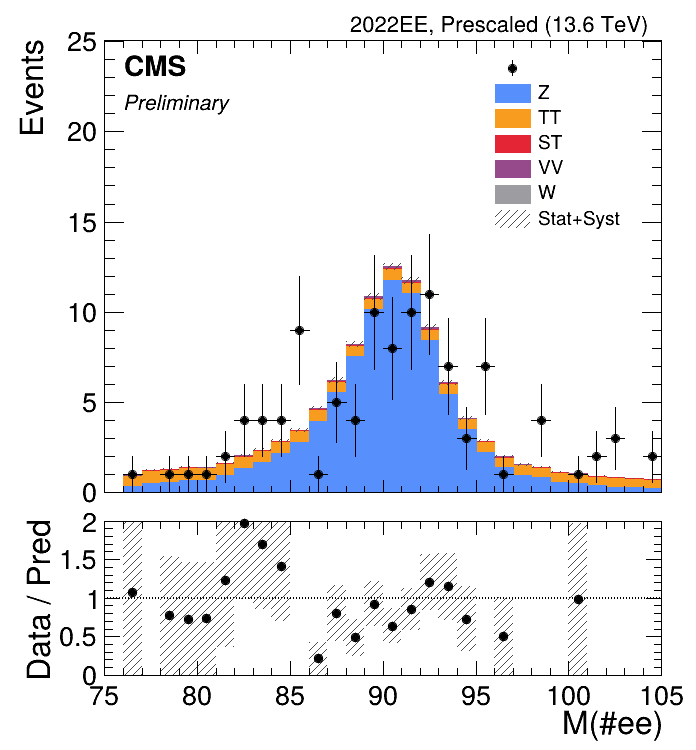 2022EE, Prescaled (13.6 TeV)
CMS
Preliminary
Events
25
20
15
10
5
0
Z
TT
ST
VV
W
Stat+Syst
Data / Pred
2
1.5
1
0.5
0
75 80 85 90 95 100 105
M(#ee)